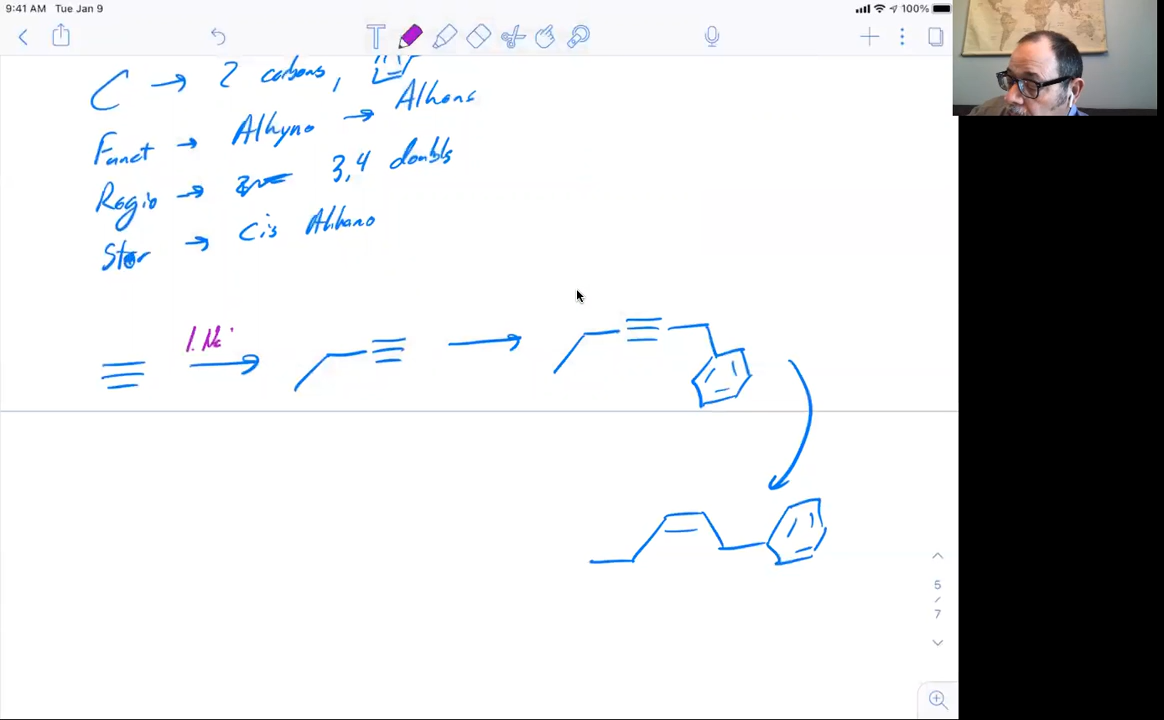 9:41 AM Tue Jan 9
100%
T
C → 2 carbons,
Funct → Alkyne → Alkene
Regio → 3,4 double
Ster → cis Alkene
1. Na
5
/
7